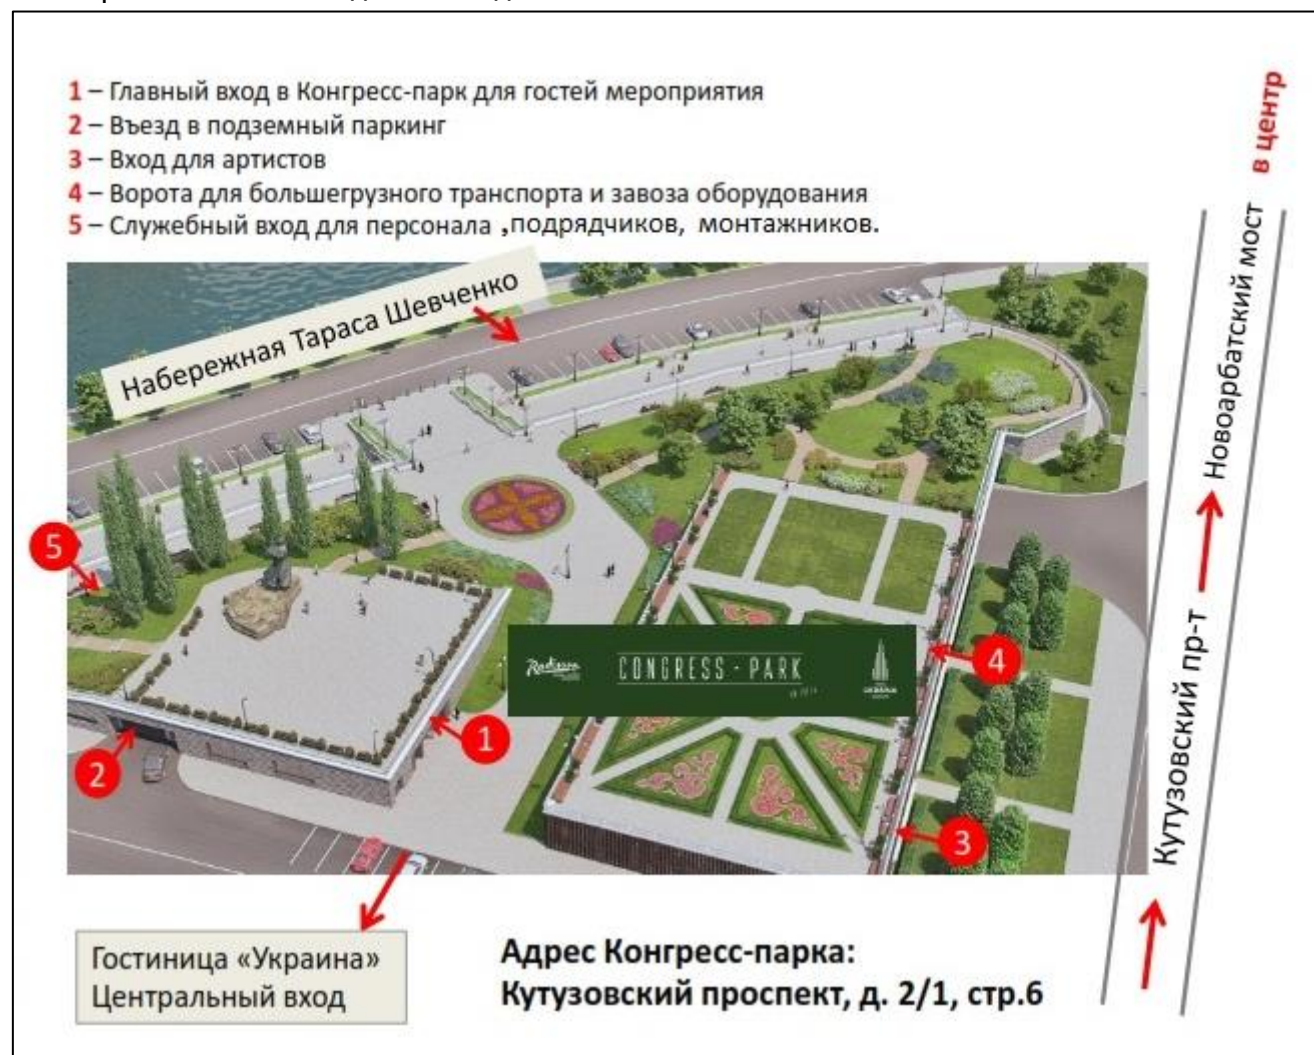 1 – Главный вход в Конгресс-парк для гостей мероприятия
2 – Въезд в подземный паркинг
3 – Вход для артистов
4 – Ворота для большегрузного транспорта и завоза оборудования
5 – Служебный вход для персонала ,подрядчиков, монтажников.
в центр
Новоарбатский мост
Кутузовский пр-т
Набережная Тараса Шевченко
5
4
1
2
3
Radisson
CONGRESS - PARK
Гостиница «Украина»
Центральный вход
Адрес Конгресс-парка:
Кутузовский проспект, д. 2/1, стр.6